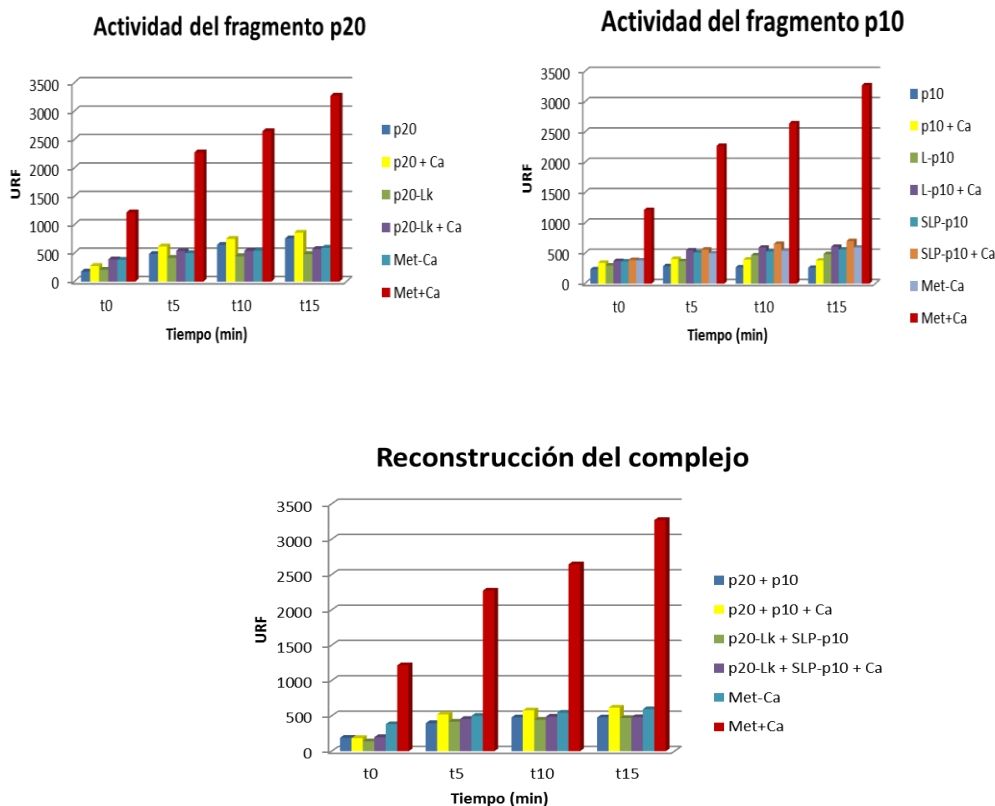 Actividad del fragmento p20
3500
3000
2500
2000
1500
1000
500
0
URF
t0 t5 t10 t15
Tiempo (min)
p20
p20 + Ca
p20-Lk
p20-Lk + Ca
Met-Ca
Met+Ca
Actividad del fragmento p10
3500
3000
2500
2000
1500
1000
500
0
URF
t0 t5 t10 t15
Tiempo (min)
p10
p10 + Ca
L-p10
L-p10 + Ca
SLP-p10
SLP-p10 + Ca
Met-Ca
Met+Ca
Reconstrucción del complejo
3500
3000
2500
2000
1500
1000
500
0
URF
t0 t5 t10 t15
Tiempo (min)
p20 + p10
p20 + p10 + Ca
p20-Lk + SLP-p10
p20-Lk + SLP-p10 + Ca
Met-Ca
Met+Ca